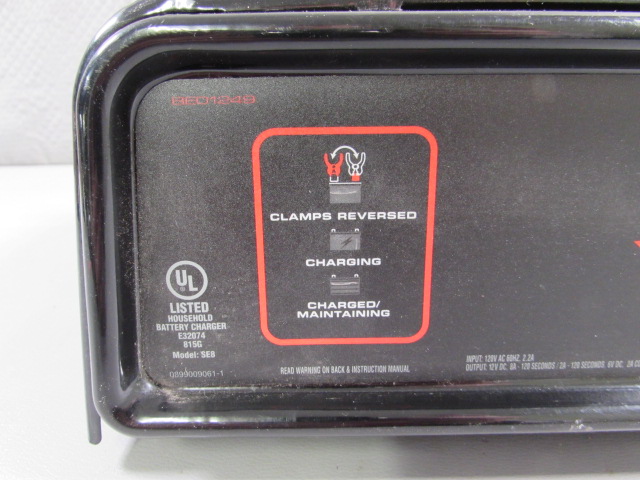 CLAMPS REVERSED
CHARGING
CHARGED/
MAINTAINING
UL
LISTED
HOUSEHOLD
BATTERY CHARGER
E32074
815G
Model: SE8
0899009061-1
READ WARNING ON BACK & INSTRUCTION MANUAL
INPUT: 120V AC 60HZ, 2.2A
OUTPUT: 12V DC, 8A - 120 SECONDS / 2A - 120 SECONDS, 6V DC,